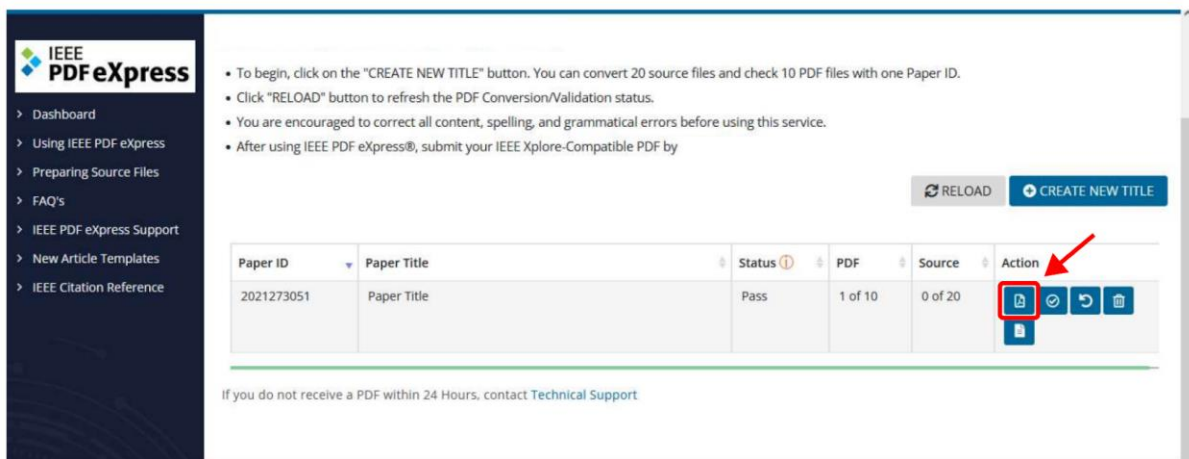 IEEE
PDF eXpress
Dashboard
Using IEEE PDF eXpress
Preparing Source Files
FAQ's
IEEE PDF eXpress Support
New Article Templates
IEEE Citation Reference
• To begin, click on the "CREATE NEW TITLE" button. You can convert 20 source files and check 10 PDF files with one Paper ID.
• Click "RELOAD" button to refresh the PDF Conversion/Validation status.
• You are encouraged to correct all content, spelling, and grammatical errors before using this service.
• After using IEEE PDF eXpress®, submit your IEEE Xplore-Compatible PDF by
RELOAD CREATE NEW TITLE
Paper ID Paper Title Status PDF Source Action
2021273051 Paper Title Pass 1 of 10 0 of 20
If you do not receive a PDF within 24 Hours, contact Technical Support